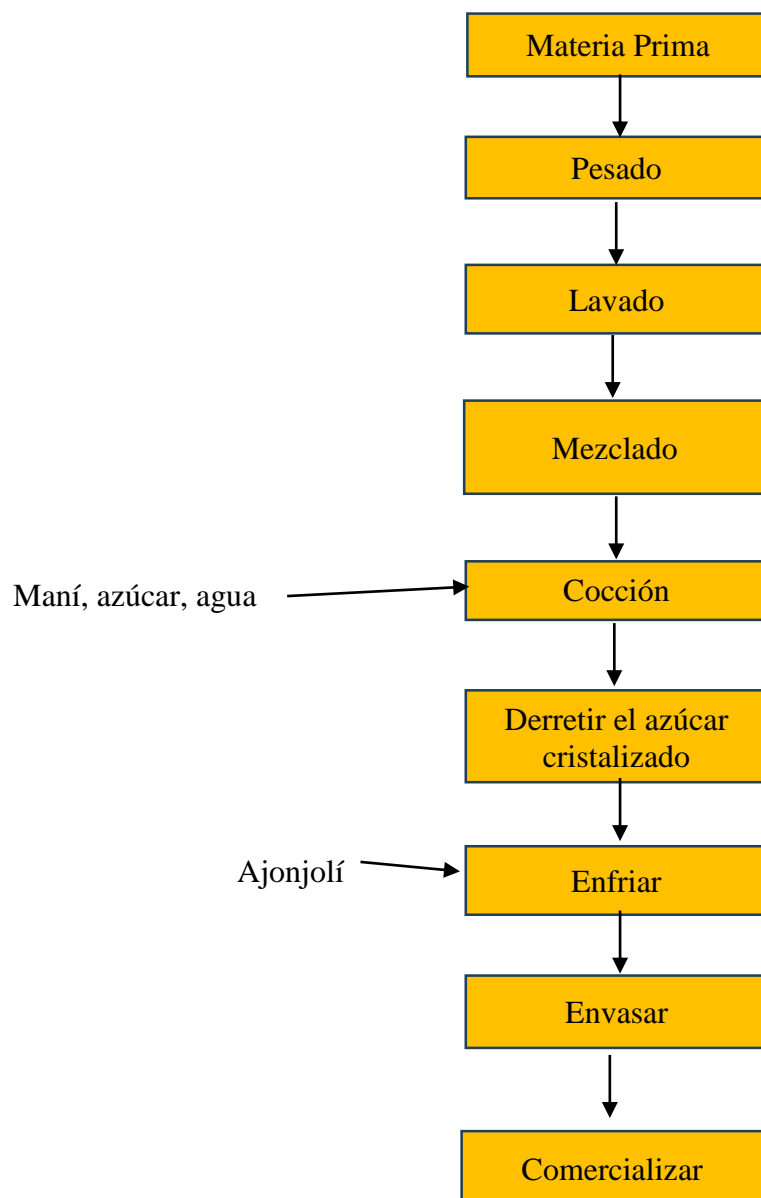 Materia Prima
Pesado
Lavado
Mezclado
Maní, azúcar, agua
Cocción
Derretir el azúcar
cristalizado
Ajonjolí
Enfriar
Envasar
Comercializar